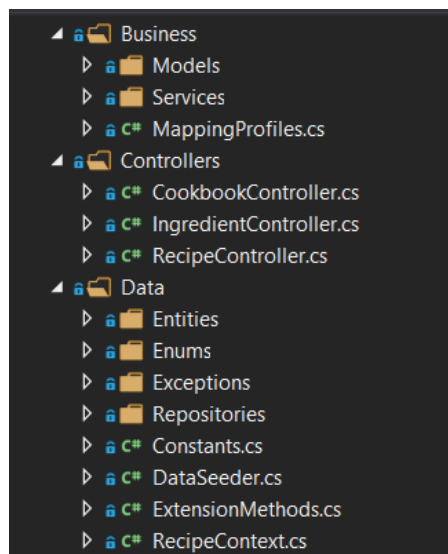 Business
Models
Services
C# MappingProfiles.cs
Controllers
C# CookbookController.cs
C# IngredientController.cs
C# RecipeController.cs
Data
Entities
Enums
Exceptions
Repositories
C# Constants.cs
C# DataSeeder.cs
C# ExtensionMethods.cs
C# RecipeContext.cs